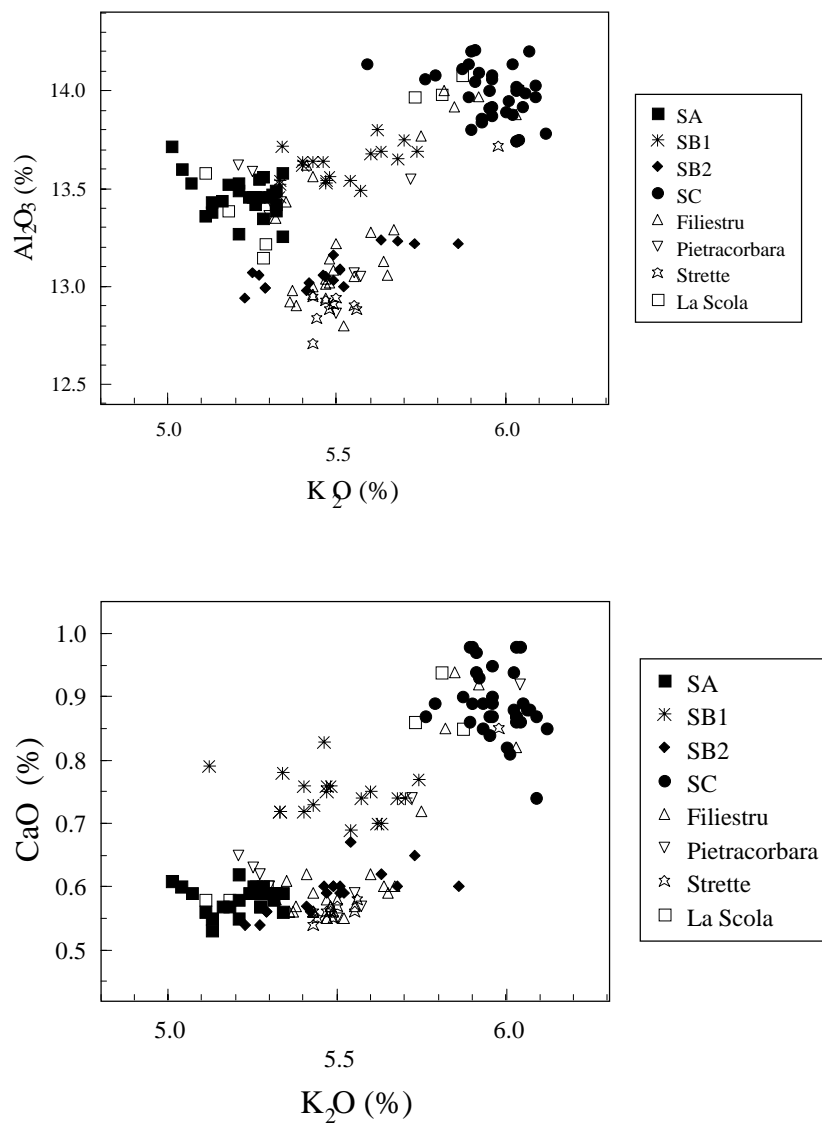 14.0
13.5
13.0
12.5
Al2O3 (%)
5.0
6.0
5.5
K2O (%)
SA
SB1
SB2
SC
Filiestru
Pietracorbara
Strette
La Scola
1.0
0.9
0.8
0.7
0.6
0.5
CaO (%)
5.0
6.0
5.5
K2O (%)
SA
SB1
SB2
SC
Filiestru
Pietracorbara
Strette
La Scola